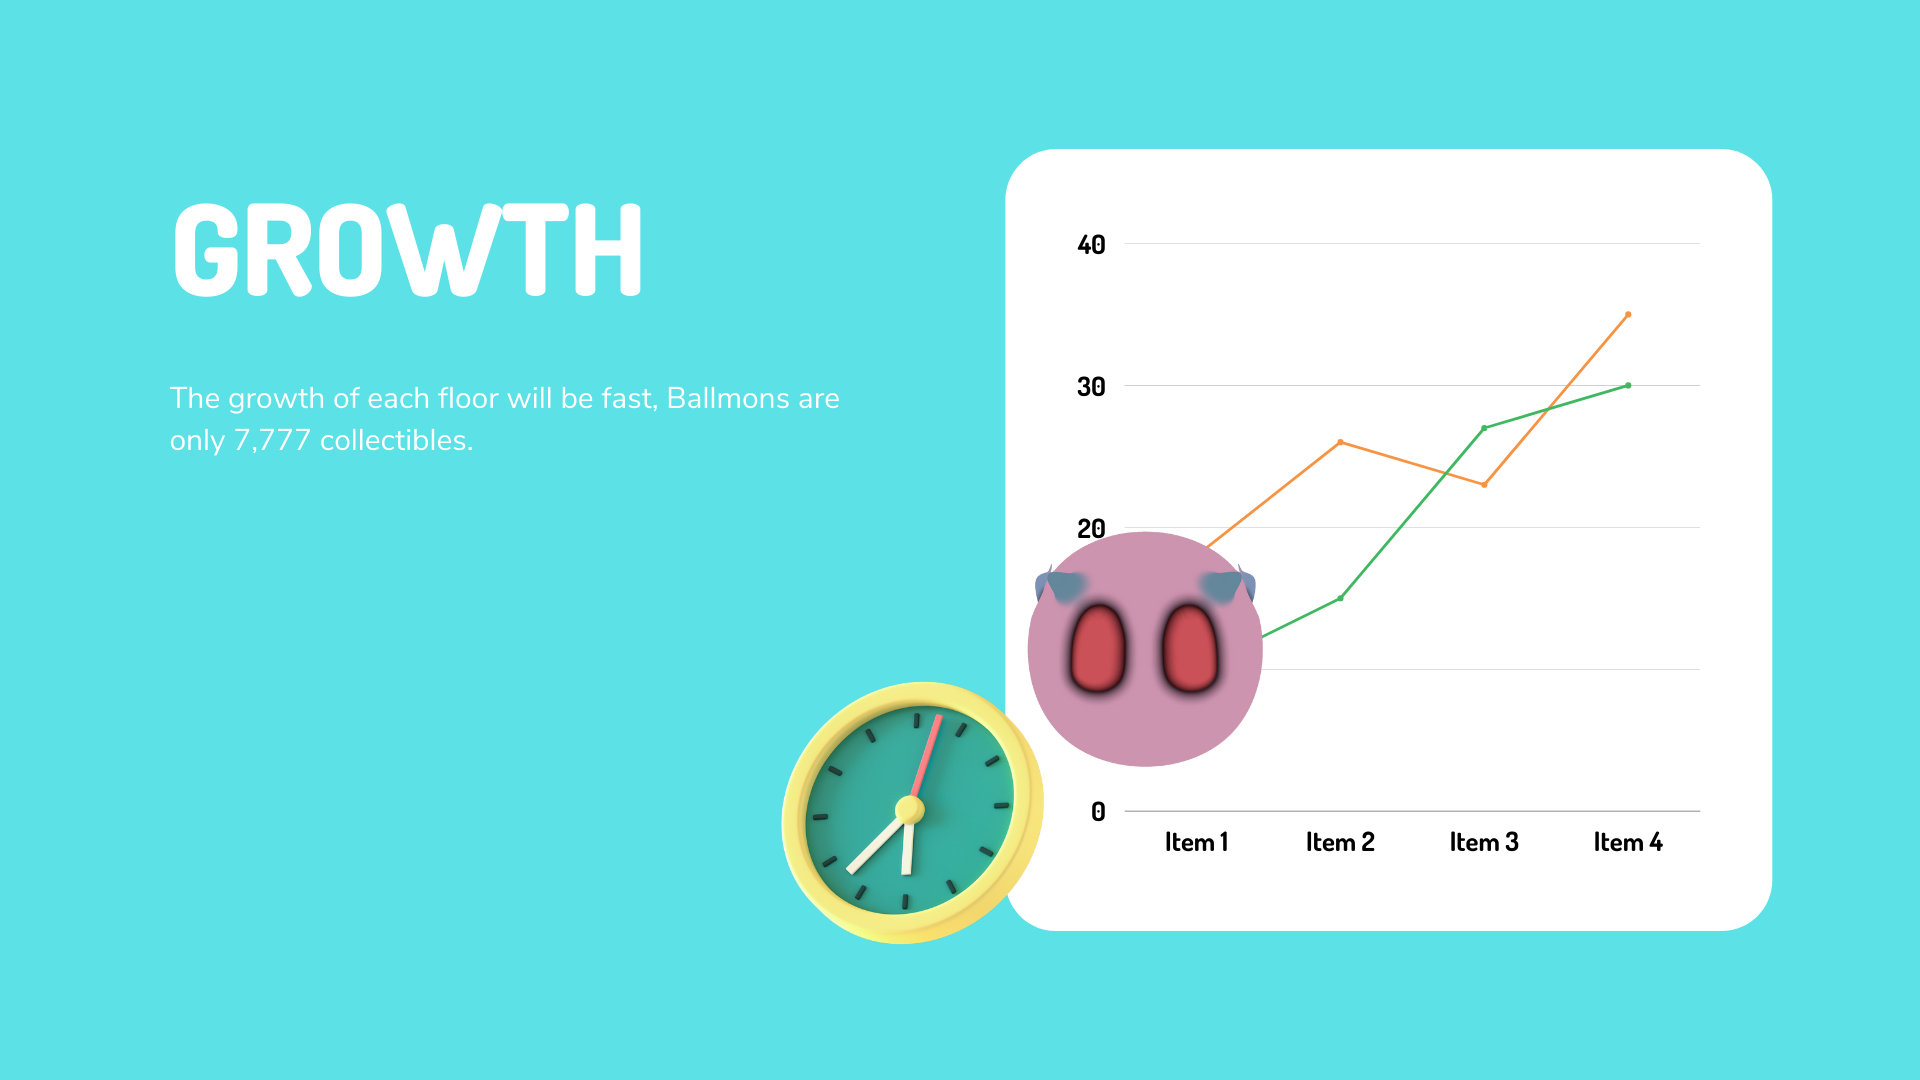 GROWTH
The growth of each floor will be fast, Ballmons are
only 7,777 collectibles.
40
30
20
0
Item 1
Item 2
Item 3
Item 4